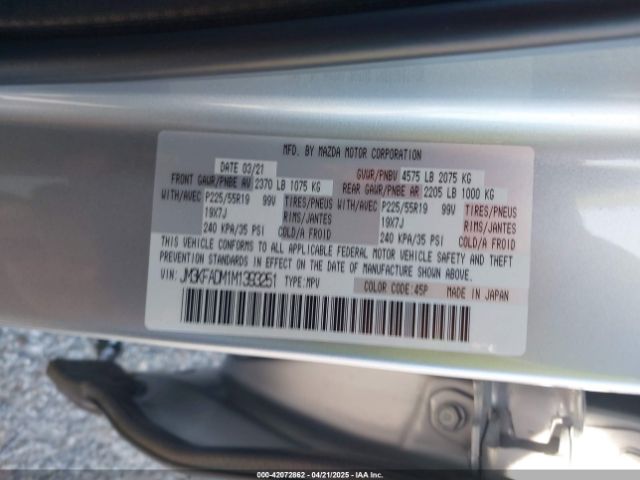 MFD. BY MAZDA MOTOR CORPORATION
DATE 03/21 GVWR/PNBV 4575 LB 2075 KG
FRONT GAWR/PNBE AV 2370 LB 1075 KG REAR GAWR/PNBE AR 2205 LB 1000 KG
WITH/AVEC P225/55R19 99V TIRES/PNEUS WITH/AVEC P225/55R19 99V TIRES/PNEUS
19X7J RIMS/JANTES 19X7J RIMS/JANTES
240 KPA/35 PSI COLD/A FROID 240 KPA/35 PSI COLD/A FROID
THIS VEHICLE CONFORMS TO ALL APPLICABLE FEDERAL MOTOR VEHICLE SAFETY AND THEFT
PREVENTION STANDARDS IN EFFECT ON THE DATE OF MANUFACTURE SHOWN ABOVE.
VIN: JM3KFADM1M1393251 TYPE: MPV COLOR CODE: 45P MADE IN JAPAN
000-42072862 - 04/21/2025 - IAA Inc.